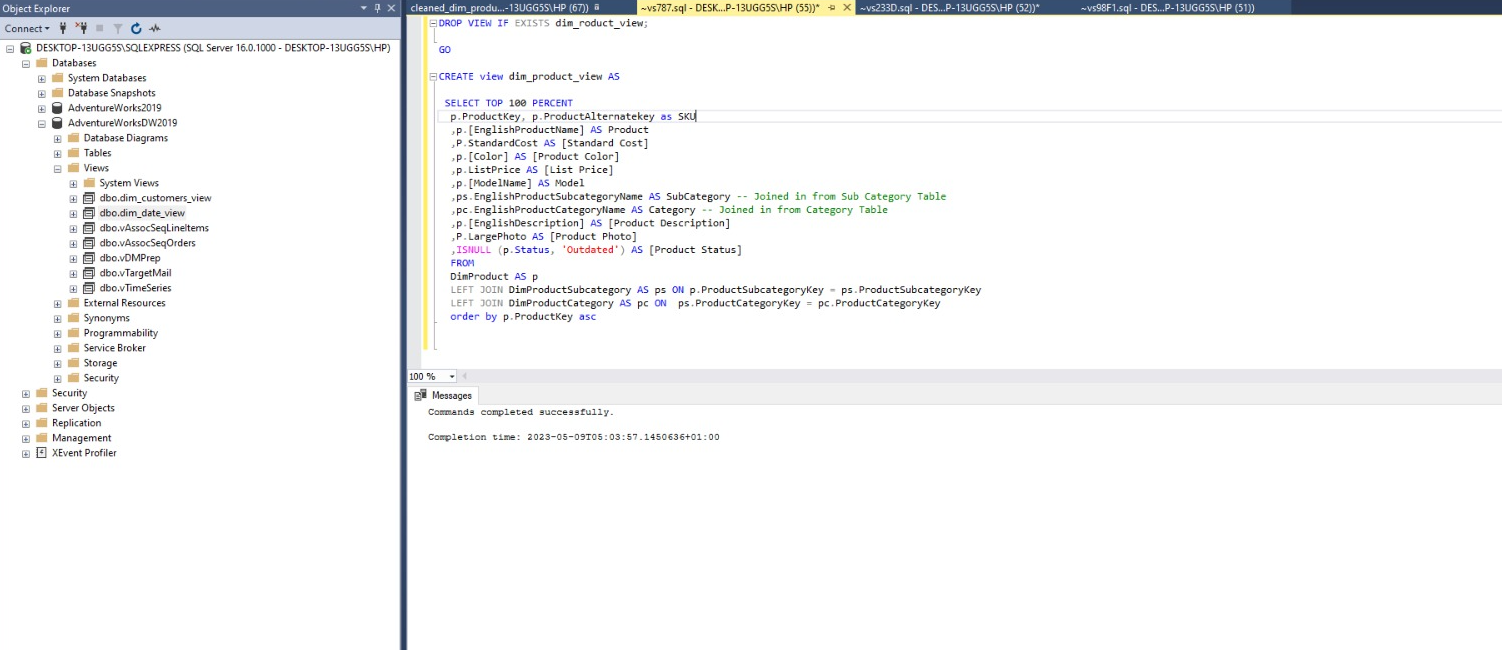 Object Explorer
Connect
DESKTOP-13UGG5S\SQLEXPRESS (SQL Server 16.0.1000 - DESKTOP-13UGG5S\HP)
Databases
System Databases
Database Snapshots
AdventureWorks2019
AdventureWorksDW2019
Database Diagrams
Tables
Views
System Views
dbo.dim_customers_view
dbo.dim_date_view
dbo.vAssocSeqLineItems
dbo.vAssocSeqOrders
dbo.vDMPrep
dbo.vTargetMail
dbo.vTimeSeries
External Resources
Synonyms
Programmability
Service Broker
Storage
Security
Security
Server Objects
Replication
Management
XEvent Profiler
cleaned_dim_produ...-13UGG5S\HP (67))
~vs787.sql - DESK...P-13UGG5S\HP (55))*
~vs233D.sql - DES...P-13UGG5S\HP (52))*
~vs98F1.sql - DES...P-13UGG5S\HP (51))
DROP VIEW IF EXISTS dim_roduct_view;
GO
CREATE view dim_product_view AS
SELECT TOP 100 PERCENT
p.ProductKey, p.ProductAlternatekey as SKU
,p.[EnglishProductName] AS Product
,P.StandardCost AS [Standard Cost]
,p.[Color] AS [Product Color]
,p.ListPrice AS [List Price]
,p.[ModelName] AS Model
,ps.EnglishProductSubcategoryName AS SubCategory -- Joined in from Sub Category Table
,pc.EnglishProductCategoryName AS Category -- Joined in from Category Table
,p.[EnglishDescription] AS [Product Description]
,P.LargePhoto AS [Product Photo]
,ISNULL (p.Status, 'Outdated') AS [Product Status]
FROM
DimProduct AS p
LEFT JOIN DimProductSubcategory AS ps ON p.ProductSubcategoryKey = ps.ProductSubcategoryKey
LEFT JOIN DimProductCategory AS pc ON  ps.ProductCategoryKey = pc.ProductCategoryKey
order by p.ProductKey asc
100 %
Messages
Commands completed successfully.
Completion time: 2023-05-09T05:03:57.1450636+01:00